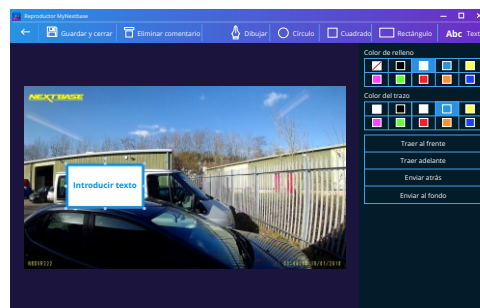 Reproductor MyNextbase
Guardar y cerrar
Eliminar comentario
Dibujar
Círculo
Cuadrado
Rectángulo
Abc Text
Color de relleno
Color del trazo
Traer al frente
Traer adelante
Enviar atrás
Enviar al fondo
NEXTBASE
Introducir texto